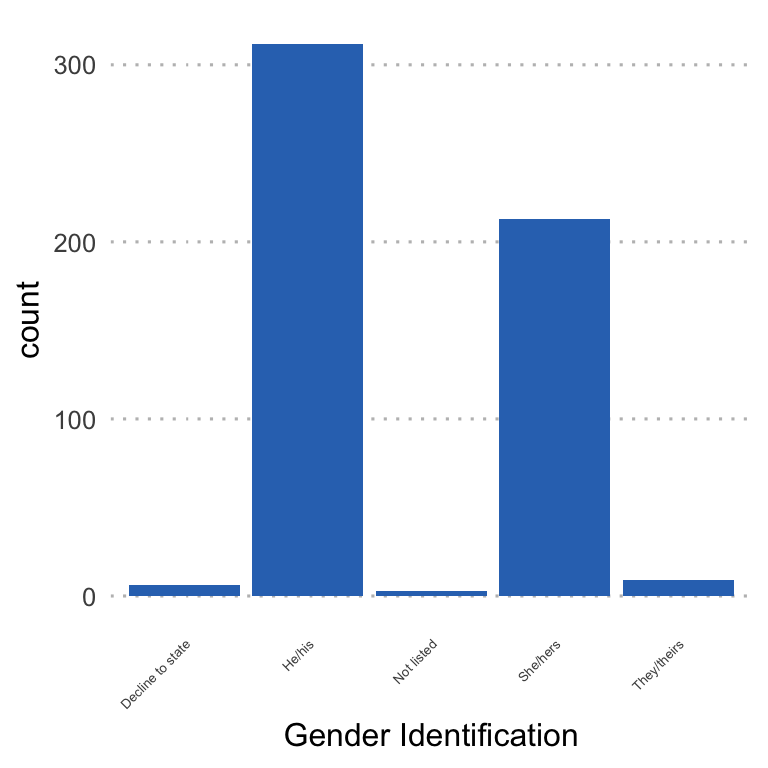 300
200
100
0
count
Decline to state
He/his
Not listed
She/hers
They/theirs
Gender Identification